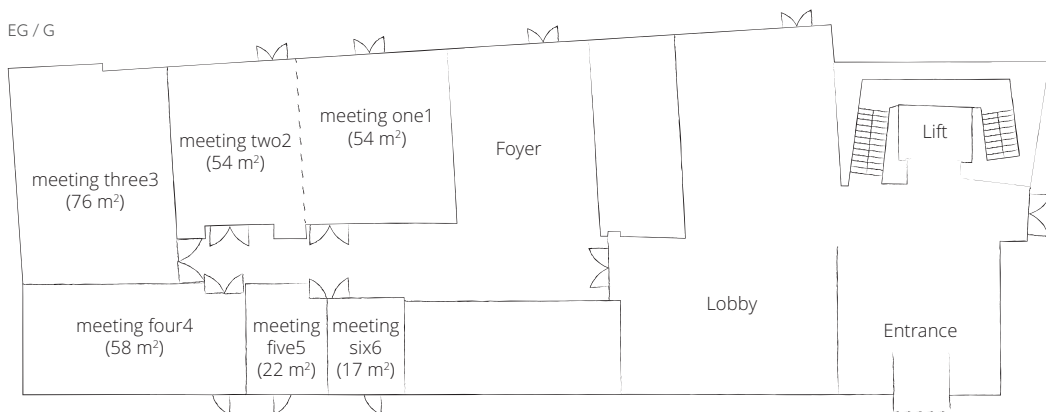 EG / G
meeting one1
(54 m²)
meeting two2
(54 m²)
Foyer
Lift
meeting three3
(76 m²)
Lobby
meeting four4
(58 m²)
meeting
five5
(22 m²)
meeting
six6
(17 m²)
Entrance